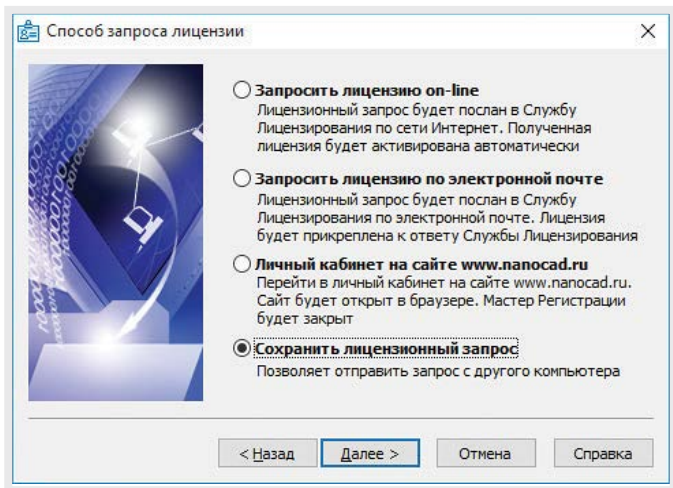 Способ запроса лицензии
Запросить лицензию on-line
Лицензионный запрос будет послан в Службу
Лицензирования по сети Интернет. Полученная
лицензия будет активирована автоматически
Запросить лицензию по электронной почте
Лицензионный запрос будет послан в Службу
Лицензирования по электронной почте. Лицензия
будет прикреплена к ответу Службы Лицензирования
Личный кабинет на сайте www.nanocad.ru
Перейти в личный кабинет на сайте www.nanocad.ru.
Сайт будет открыт в браузере. Мастер Регистрации
будет закрыт
Сохранить лицензионный запрос
Позволяет отправить запрос с другого компьютера
< Назад Далее > Отмена Справка